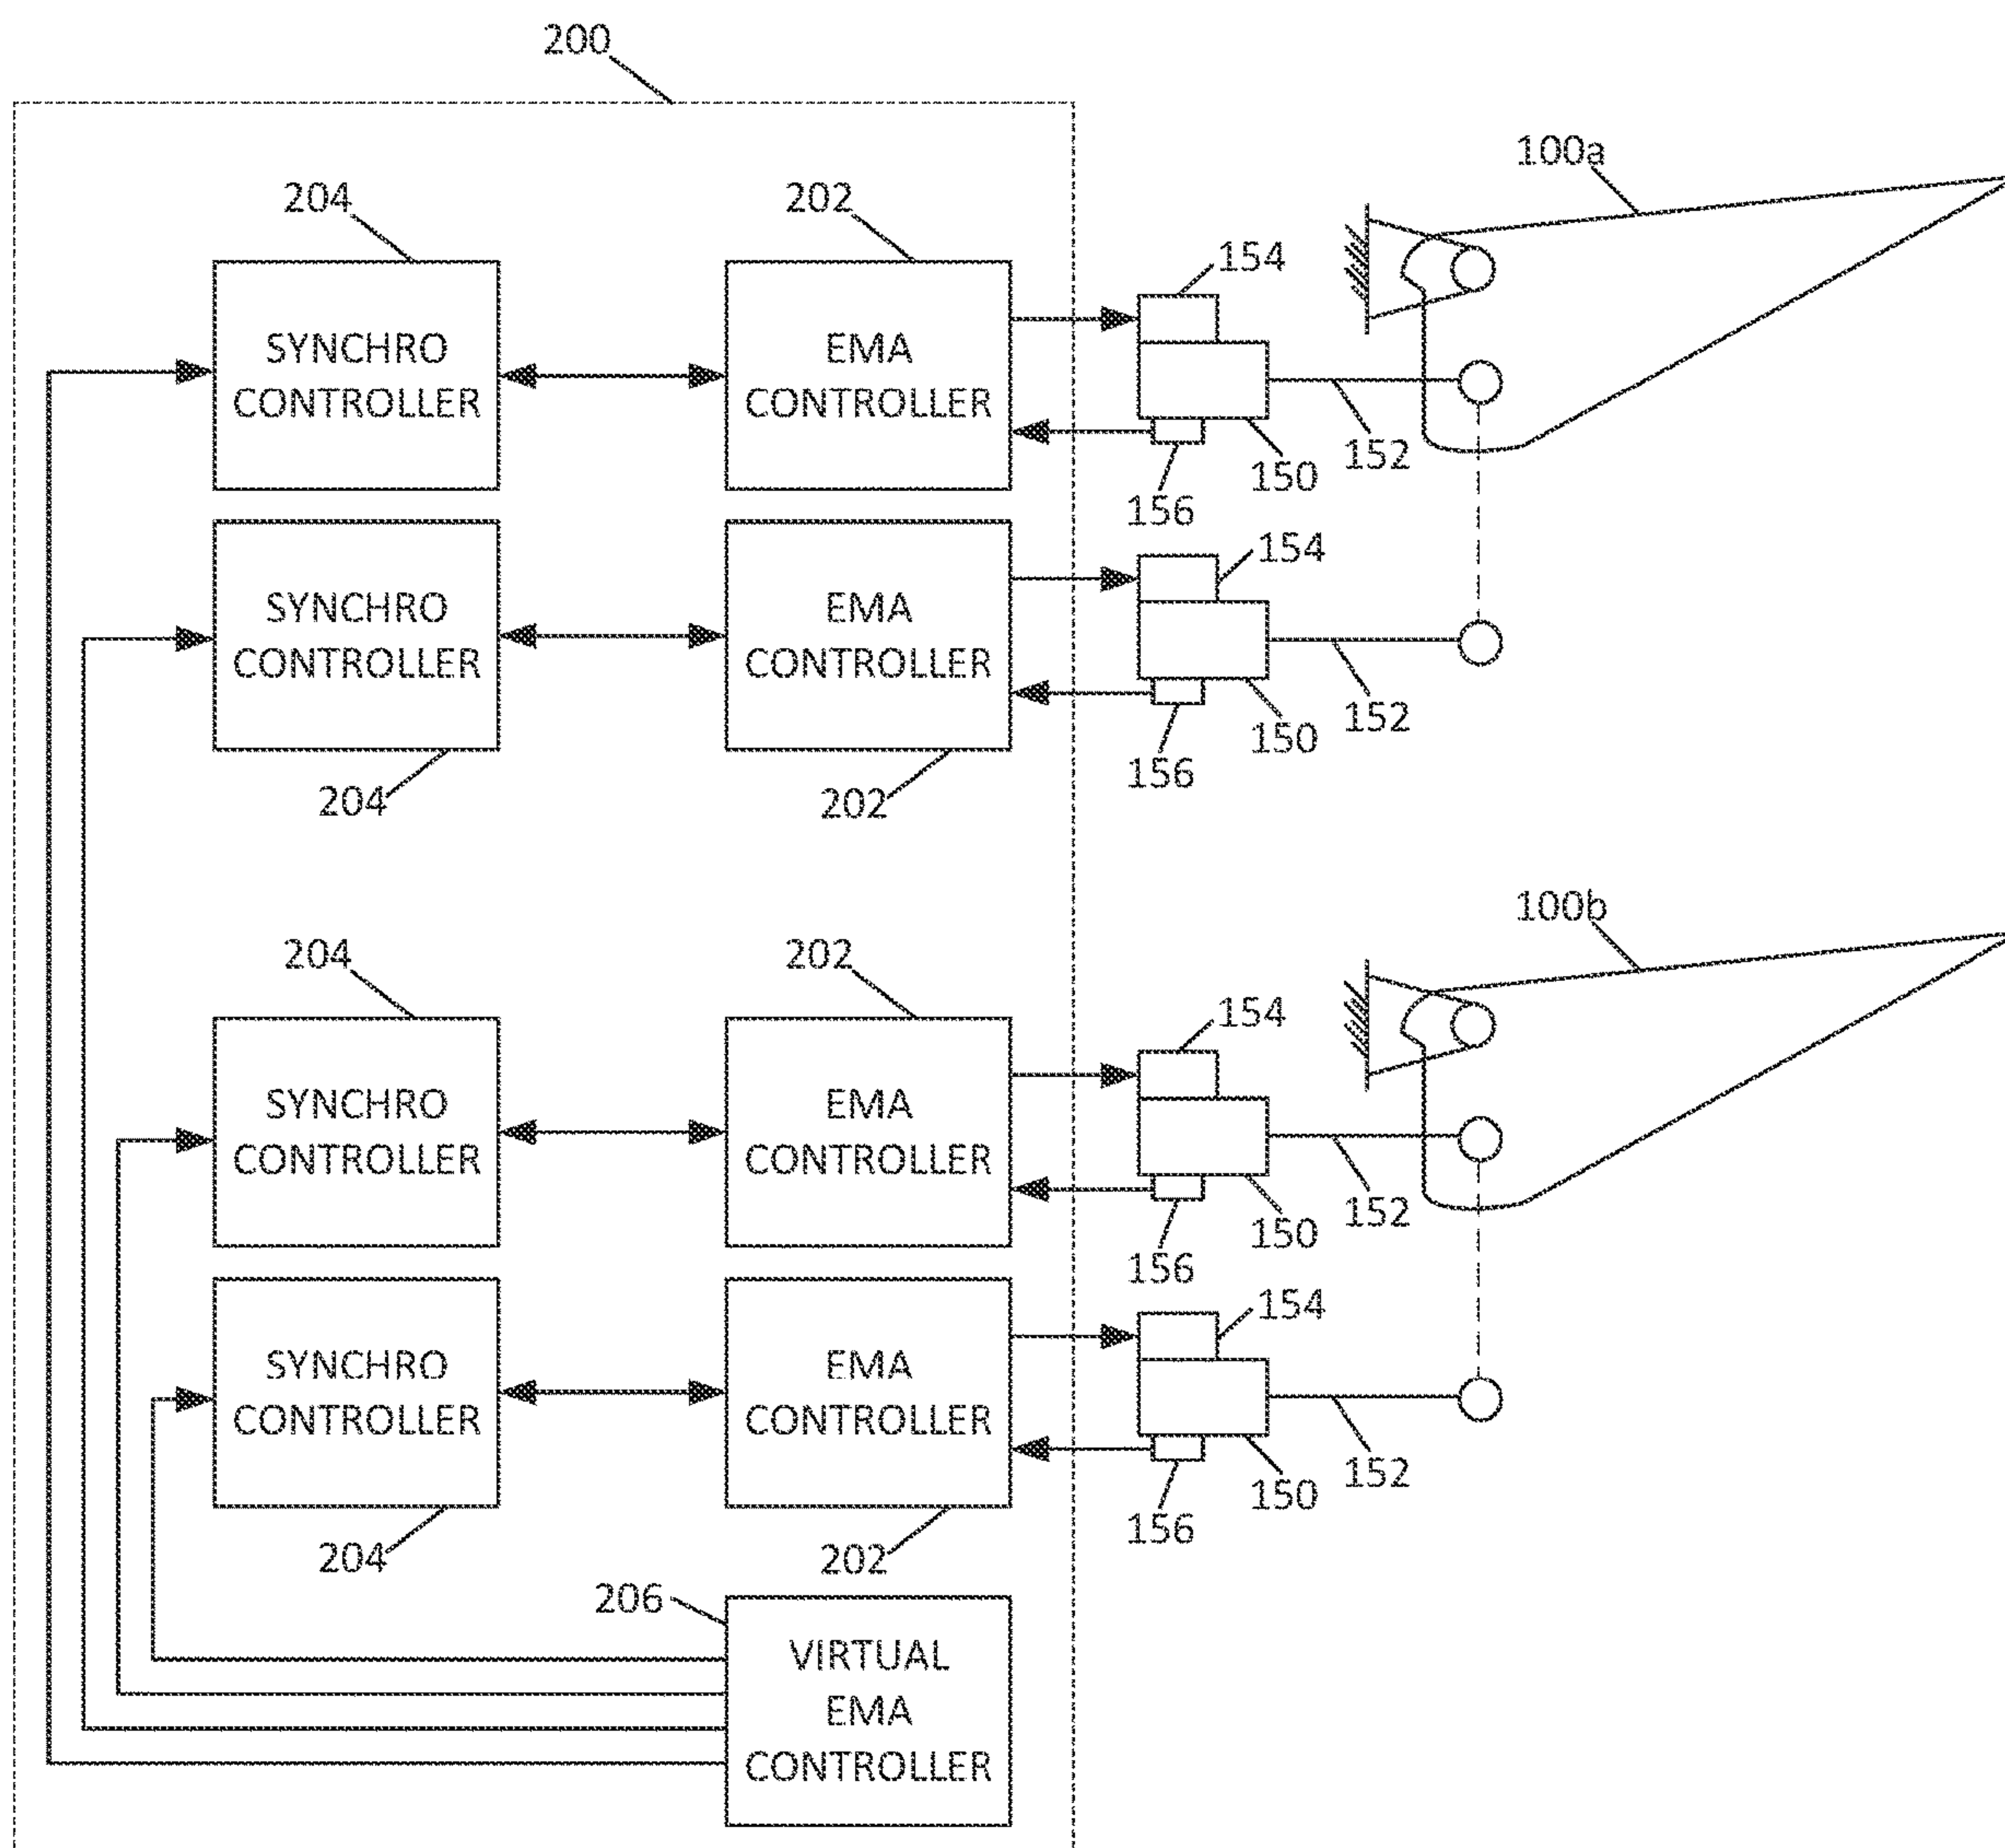 200
100a
204
202
154
SYNCHRO
CONTROLLER
EMA
CONTROLLER
152
150
156
154
SYNCHRO
CONTROLLER
EMA
CONTROLLER
152
150
156
204
202
100b
204
202
154
SYNCHRO
CONTROLLER
EMA
CONTROLLER
152
150
156
154
SYNCHRO
CONTROLLER
EMA
CONTROLLER
152
150
156
204
202
206
VIRTUAL
EMA
CONTROLLER